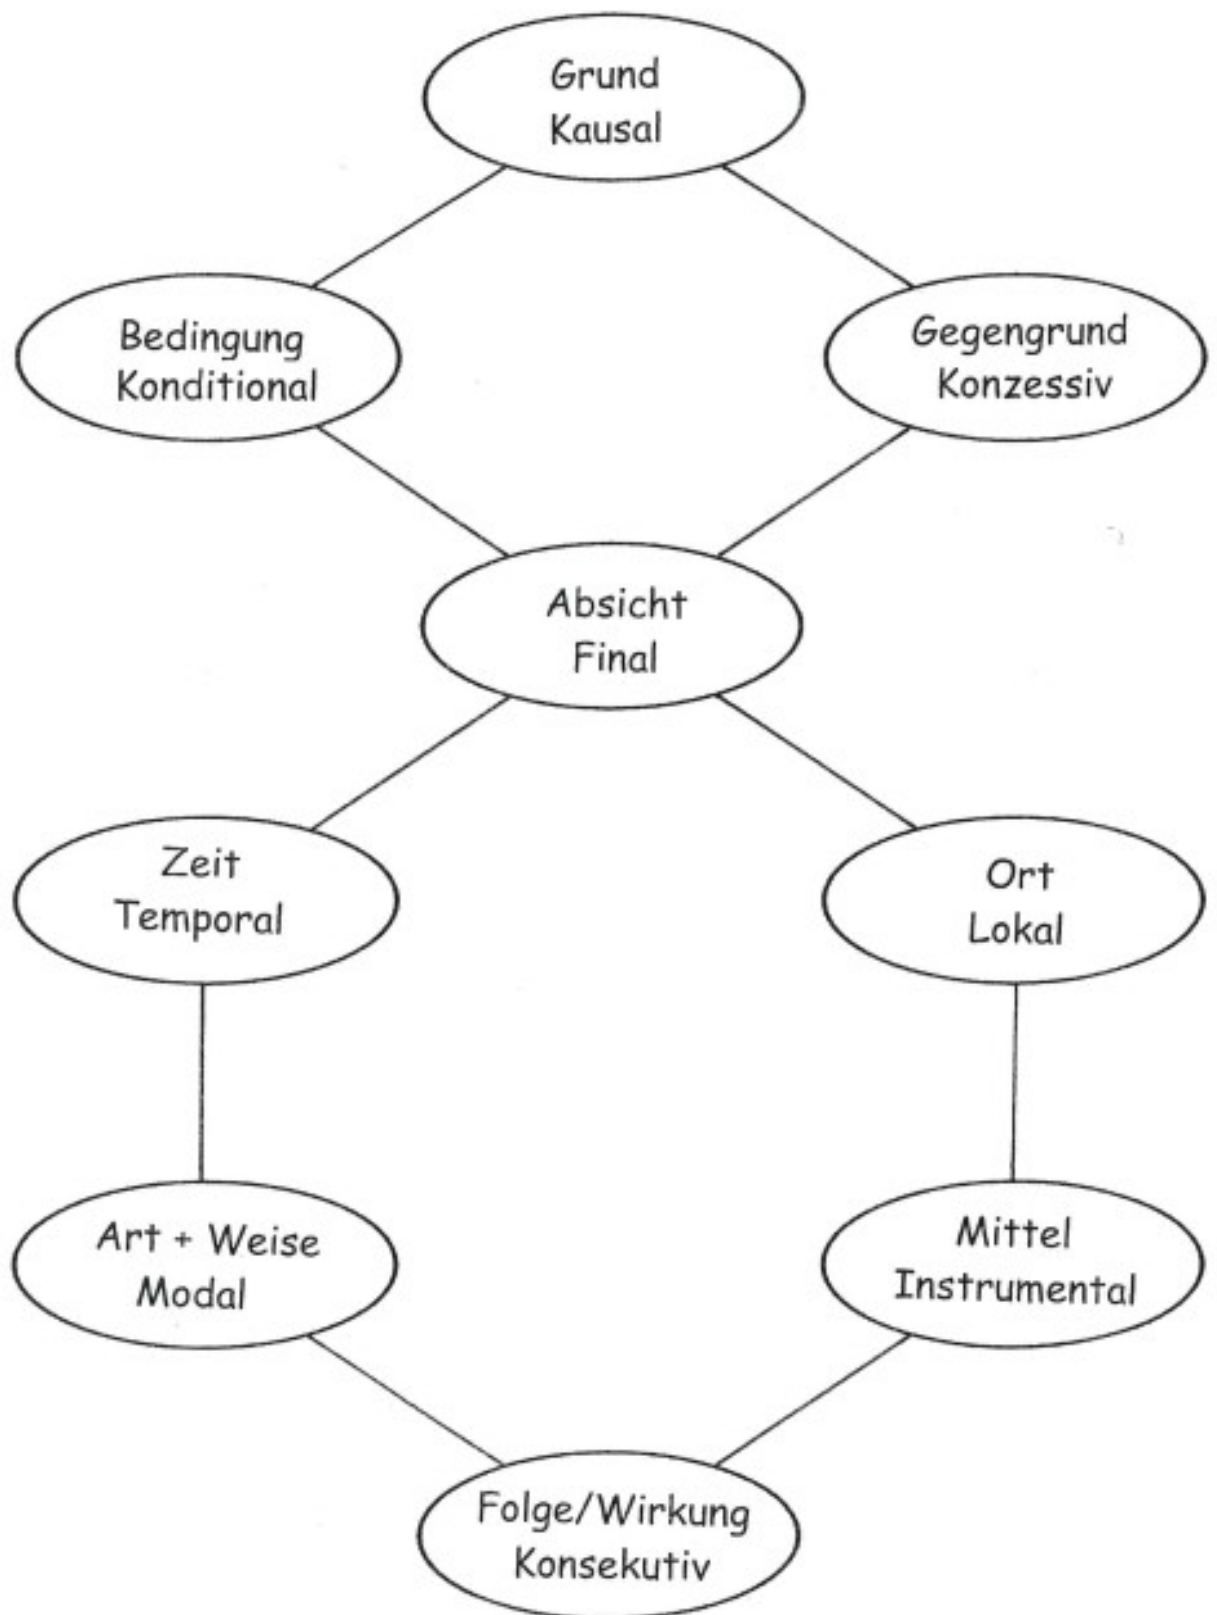 Grund
Kausal
Bedingung
Konditional
Gegengrund
Konzessiv
Absicht
Final
Zeit
Temporal
Ort
Lokal
Art + Weise
Modal
Mittel
Instrumental
Folge/Wirkung
Konsekutiv